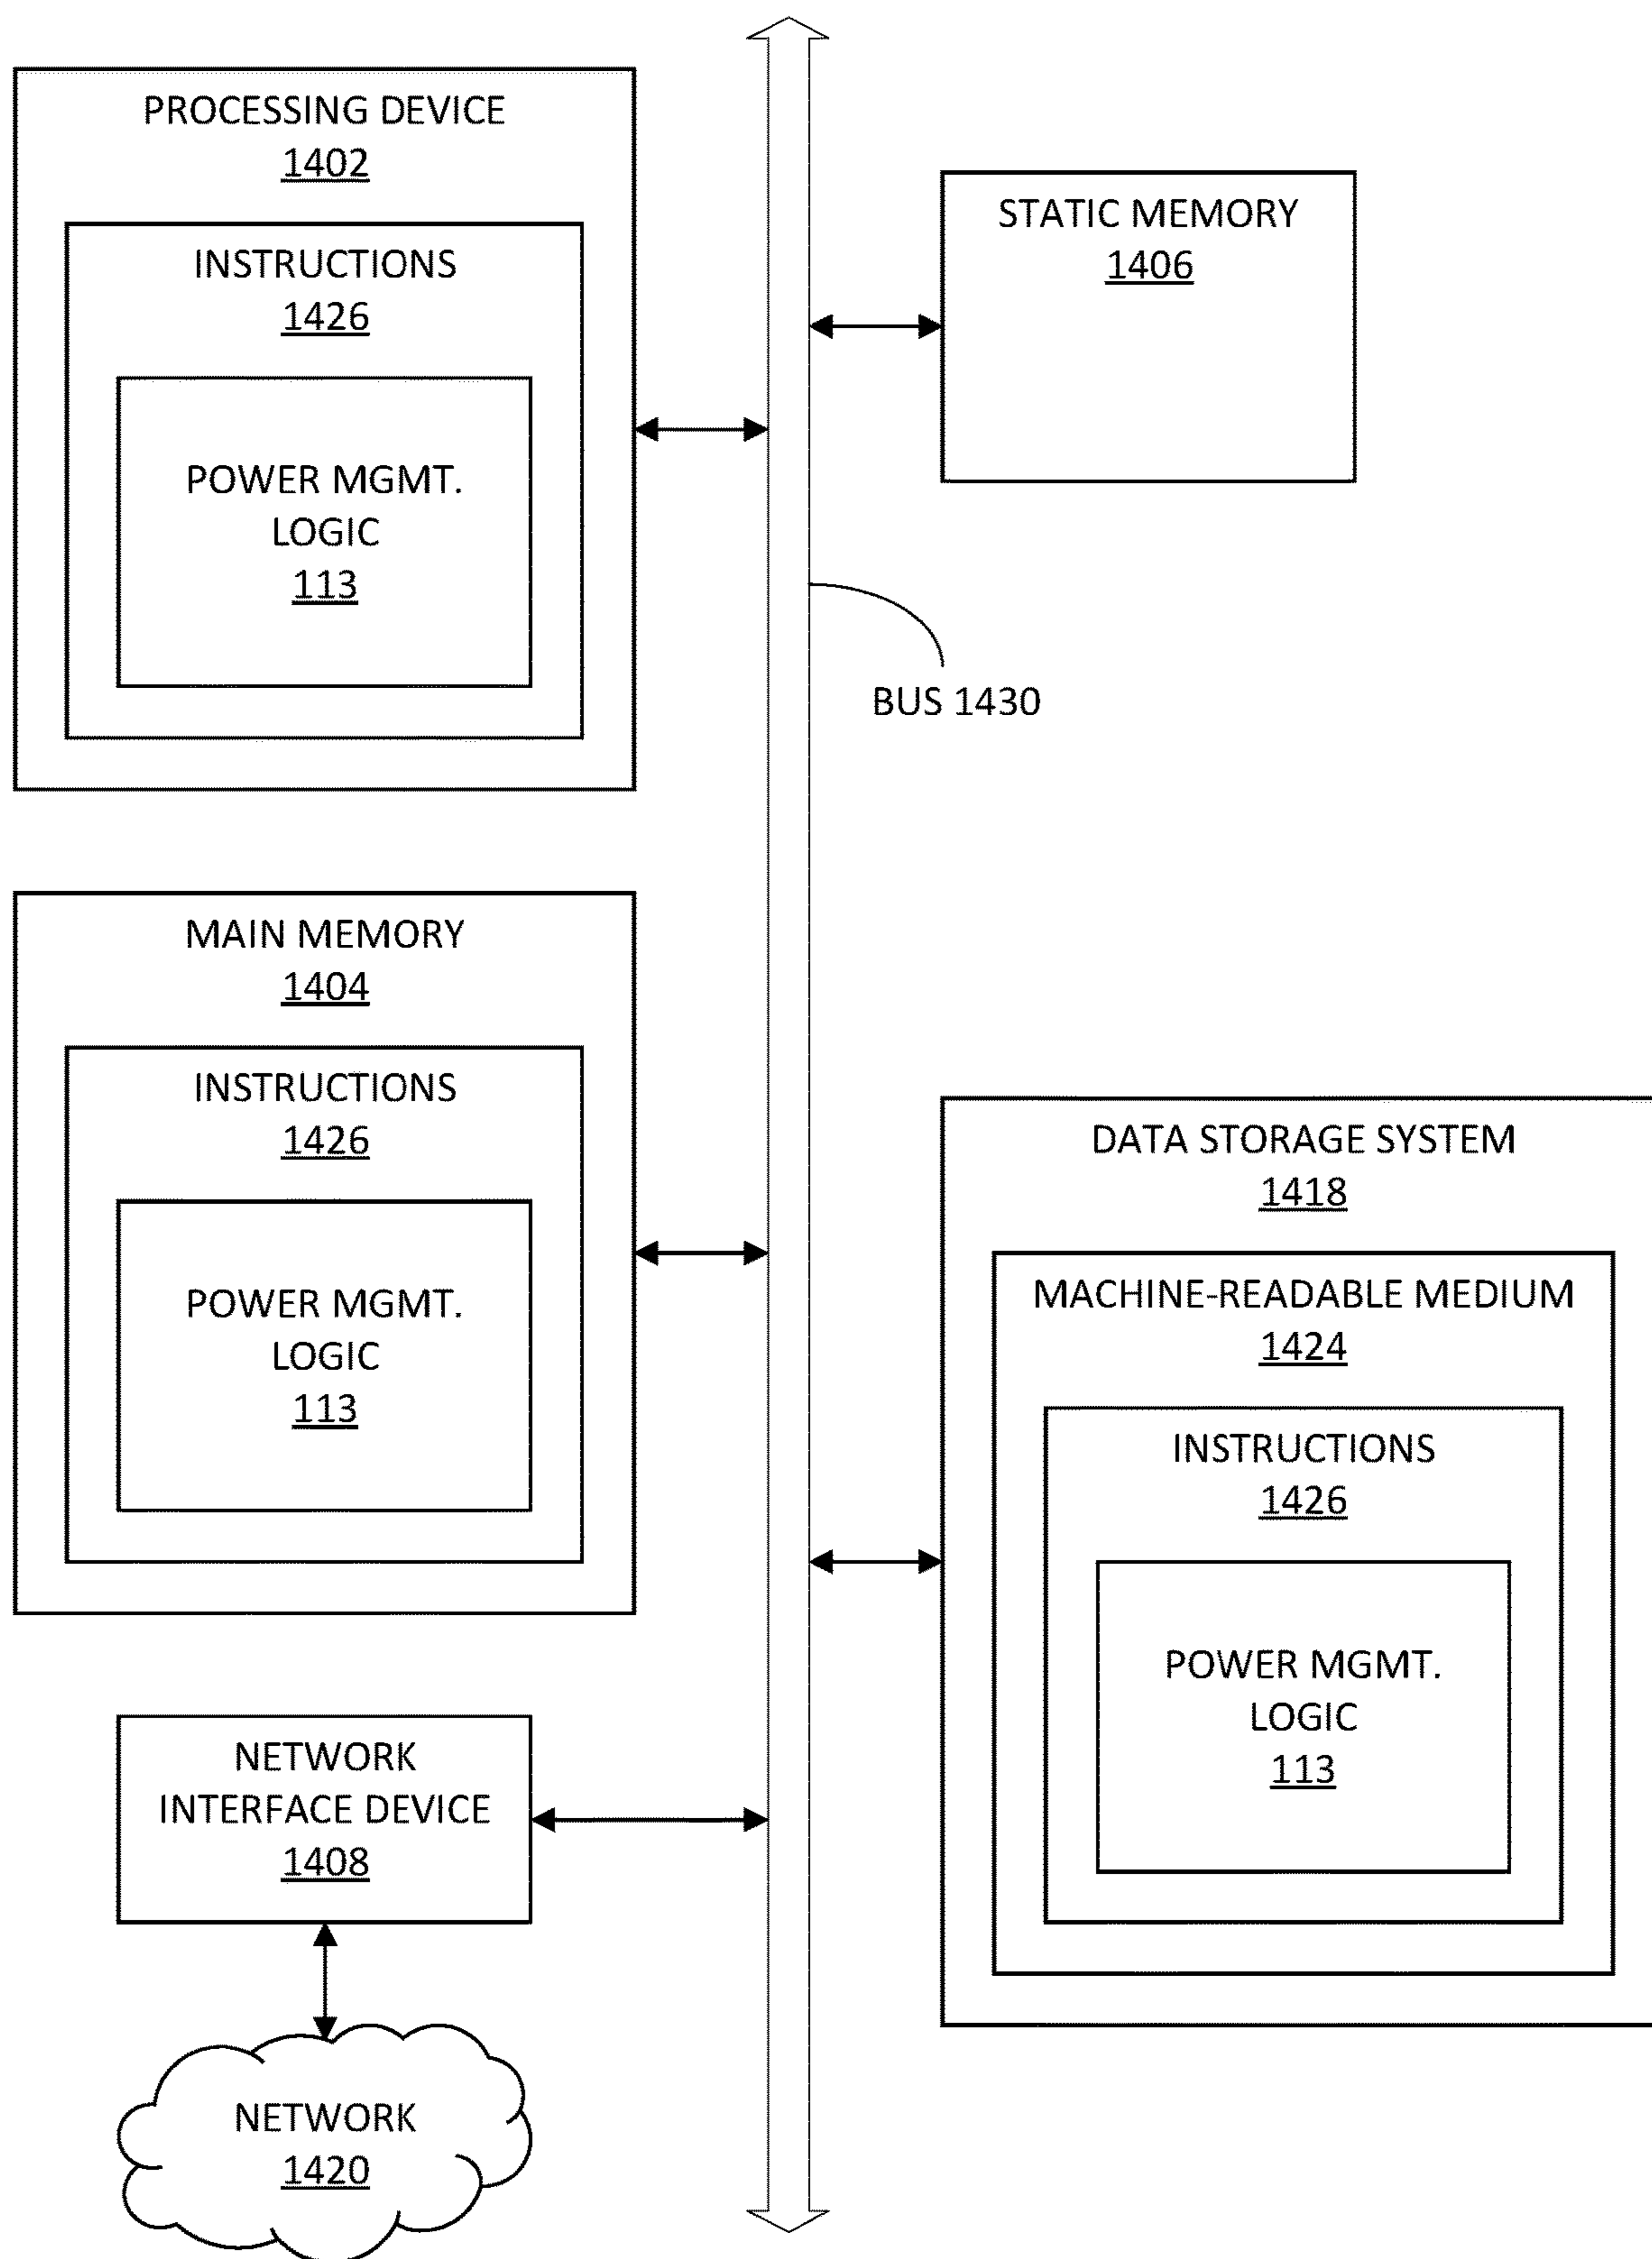 PROCESSING DEVICE
1402
INSTRUCTIONS
1426
POWER MGMT.
LOGIC
113
STATIC MEMORY
1406
BUS 1430
MAIN MEMORY
1404
INSTRUCTIONS
1426
POWER MGMT.
LOGIC
113
DATA STORAGE SYSTEM
1418
MACHINE-READABLE MEDIUM
1424
INSTRUCTIONS
1426
POWER MGMT.
LOGIC
113
NETWORK
INTERFACE DEVICE
1408
NETWORK
1420